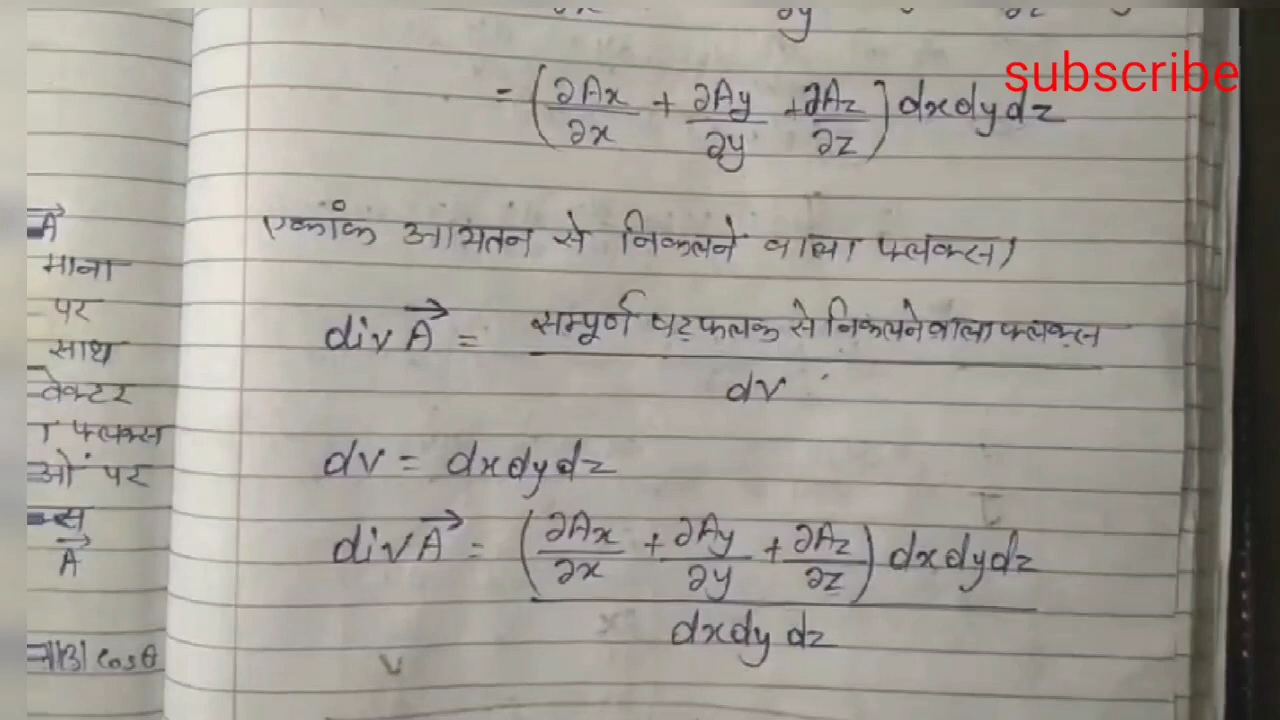 subscribe
= (∂Ax/∂x + ∂Ay/∂y + ∂Az/∂z) dxdydz
एकांक आयतन से निकलने वाला फ्लक्स।
div A⃗ = सम्पूर्ण षट्फलक से निकलने वाला फ्लक्स / dv
dv = dxdydz
div A⃗ = (∂Ax/∂x + ∂Ay/∂y + ∂Az/∂z) dxdydz / dxdydz
A⃗
माना
पर
साथ
वेक्टर
फ्लक्स
ओं पर
स
A⃗
|B| cosθ